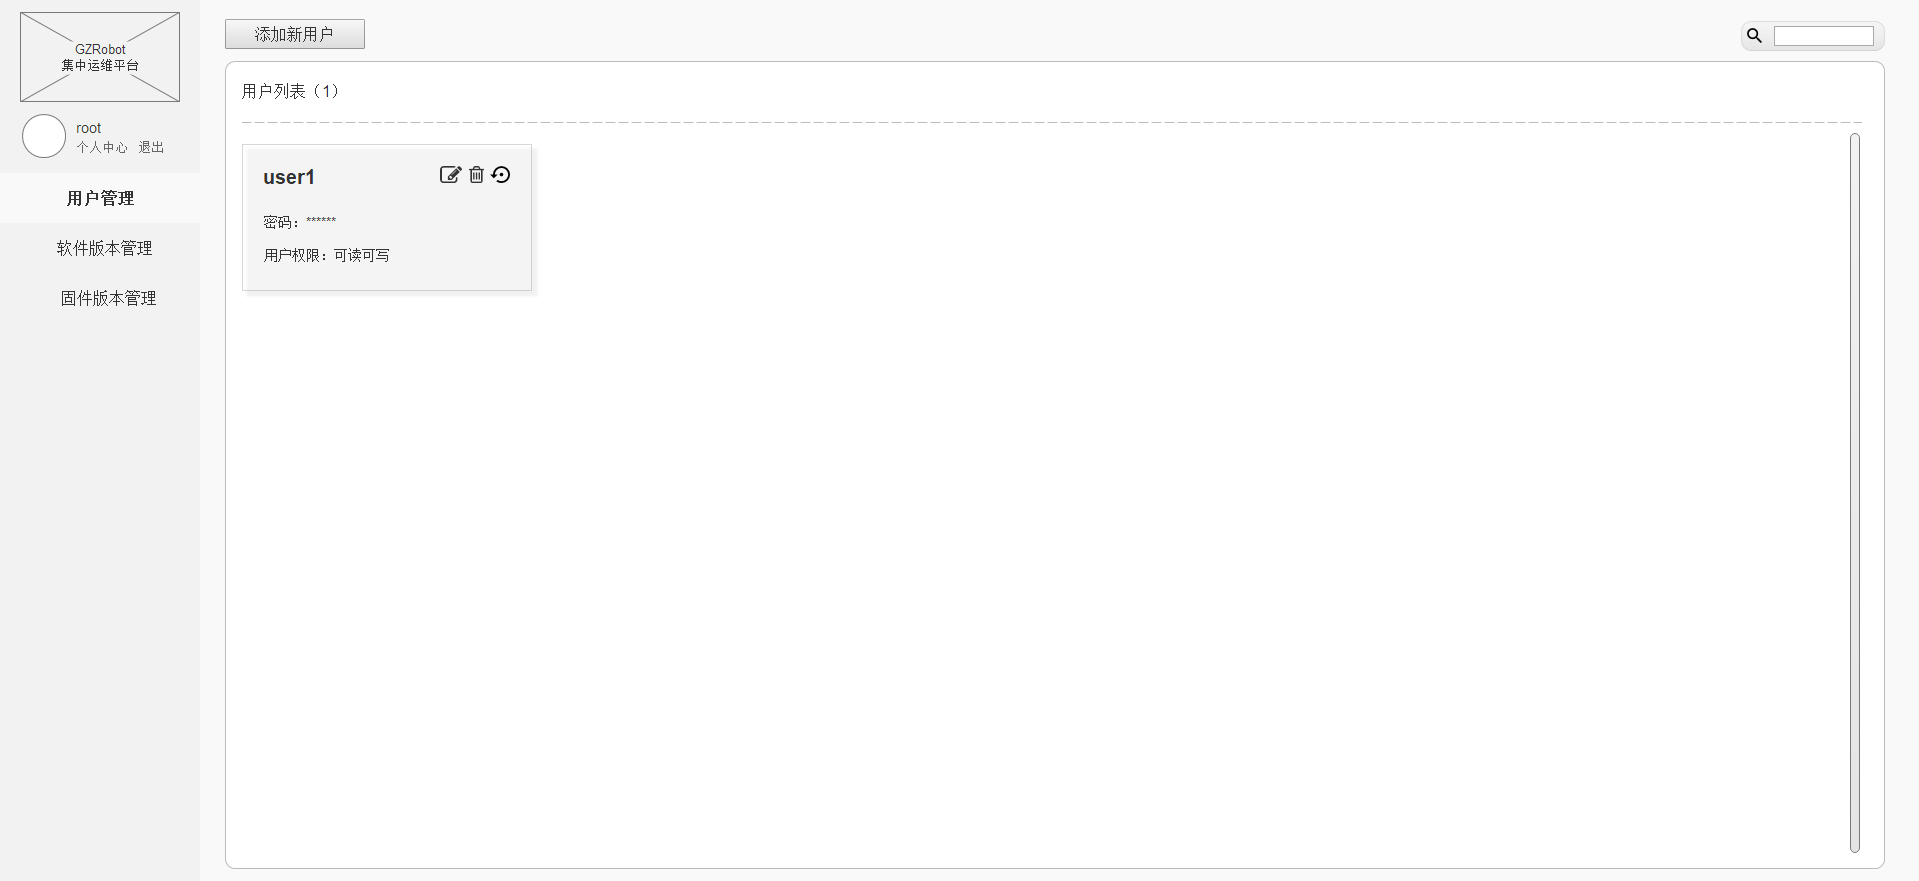 GZRobot
集中运维平台
root
个人中心 退出
用户管理
软件版本管理
固件版本管理
添加新用户
用户列表（1）
user1
密码：******
用户权限：可读可写